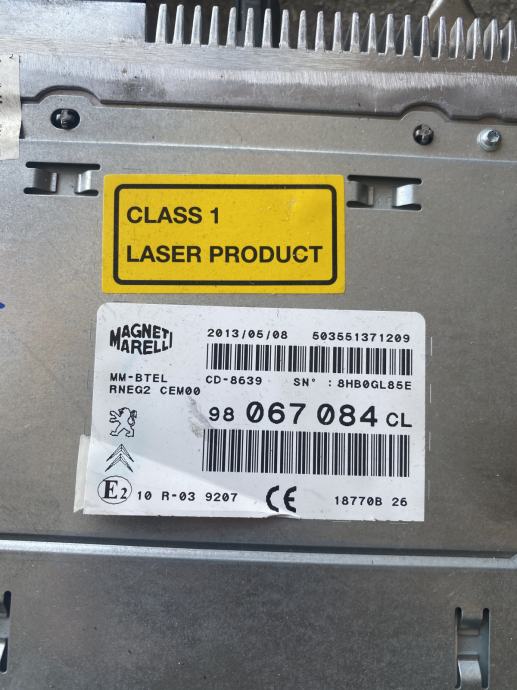 CLASS 1
LASER PRODUCT
MAGNETI
MARELLI
2013/05/08 503551371209
MM-BTEL
RNEG2 CEM00
CD-8639 SN° : 8HB0GL85E
98 067 084 CL
E2 10 R-03 9207 CE 18770B 26